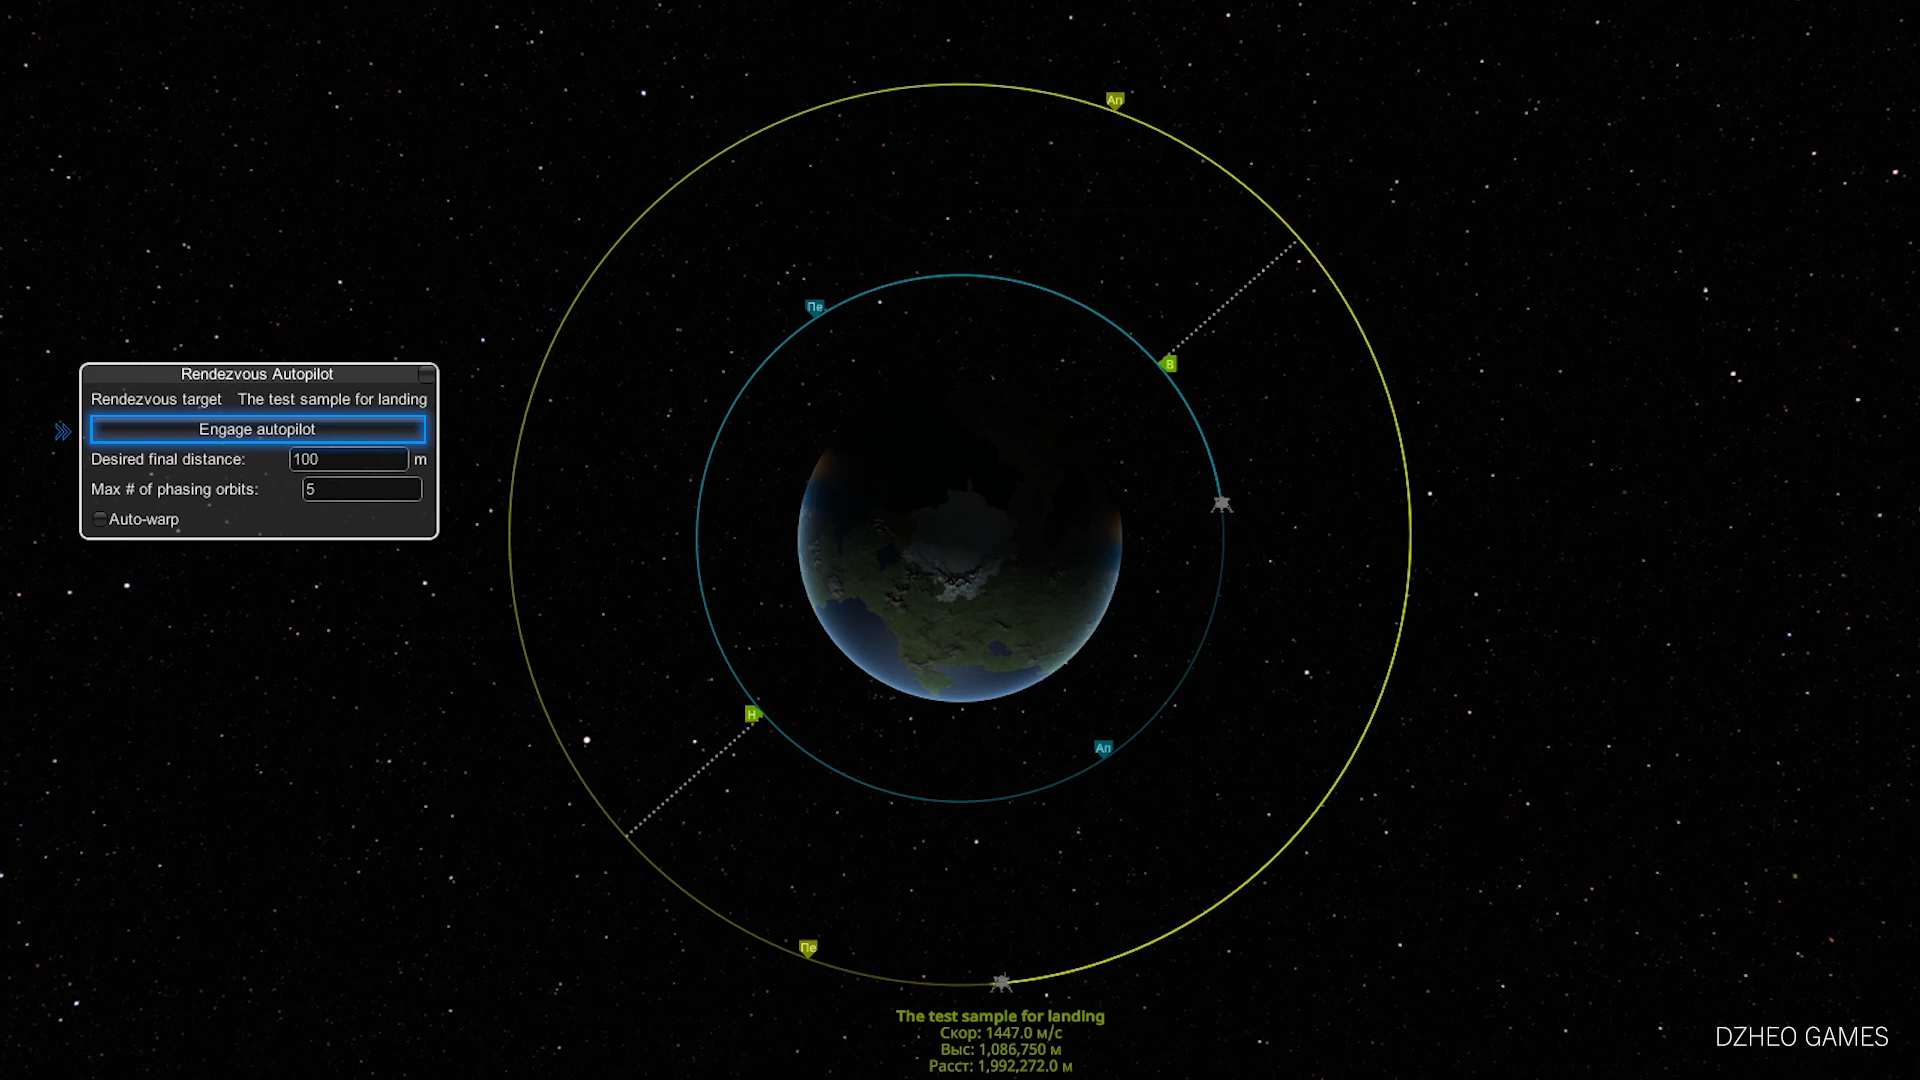 Ап
Пе
В
Rendezvous Autopilot
Rendezvous target The test sample for landing
Engage autopilot
Desired final distance: 100 m
Max # of phasing orbits: 5
Auto-warp
Н
Ап
Пе
The test sample for landing
Скор: 1447.0 м/с
Выс: 1,086,750 м
Расст: 1,992,272.0 м
DZHEO GAMES